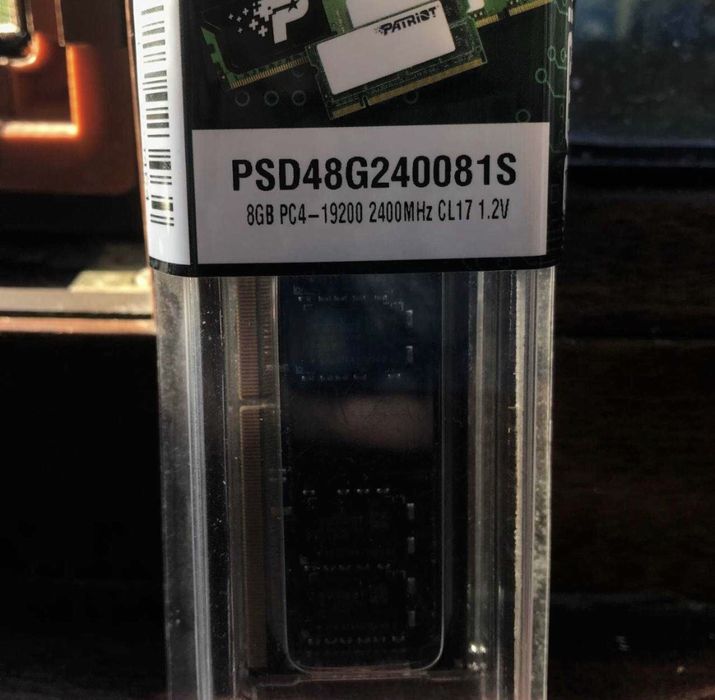 PATRIOT
PSD48G240081S
8GB PC4-19200 2400MHz CL17 1.2V